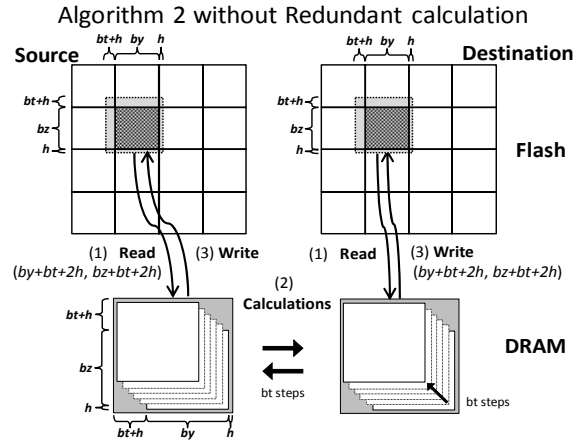 Algorithm 2 without Redundant calculation
bt+h by h
bt+h by h
Source
Destination
bt+h
bz
h
bt+h
bz
h
Flash
(1) Read
(3) Write
(by+bt+2h, bz+bt+2h)
(1) Read
(3) Write
(by+bt+2h, bz+bt+2h)
(2)
Calculations
bt+h
bz
h
bt steps
bt steps
DRAM
bt+h by h